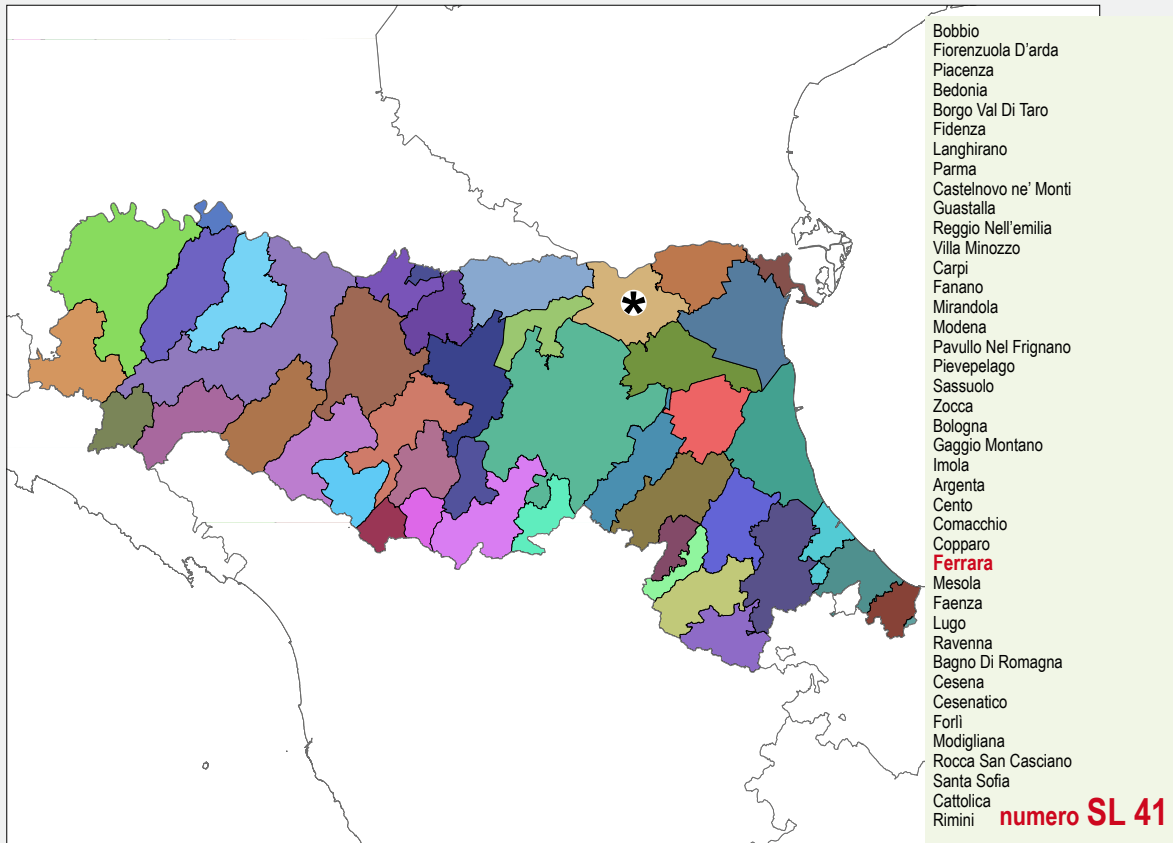 Bobbio
Fiorenzuola D'arda
Piacenza
Bedonia
Borgo Val Di Taro
Fidenza
Langhirano
Parma
Castelnovo ne' Monti
Guastalla
Reggio Nell'emilia
Villa Minozzo
Carpi
Fanano
Mirandola
Modena
Pavullo Nel Frignano
Pievepelago
Sassuolo
Zocca
Bologna
Gaggio Montano
Imola
Argenta
Cento
Comacchio
Copparo
Ferrara
Mesola
Faenza
Lugo
Ravenna
Bagno Di Romagna
Cesena
Cesenatico
Forlì
Modigliana
Rocca San Casciano
Santa Sofia
Cattolica
Rimini
numero SL 41
*